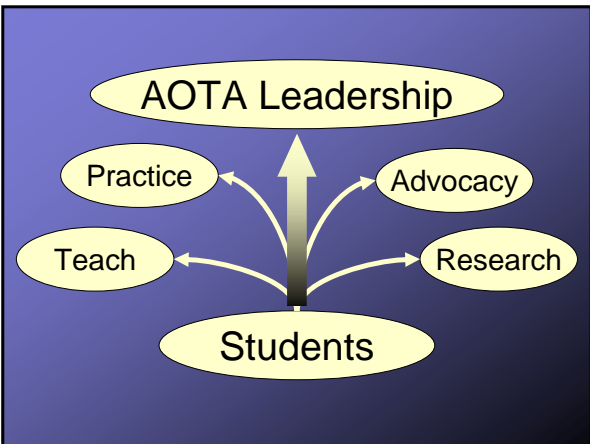 AOTA Leadership
Practice
Advocacy
Teach
Research
Students